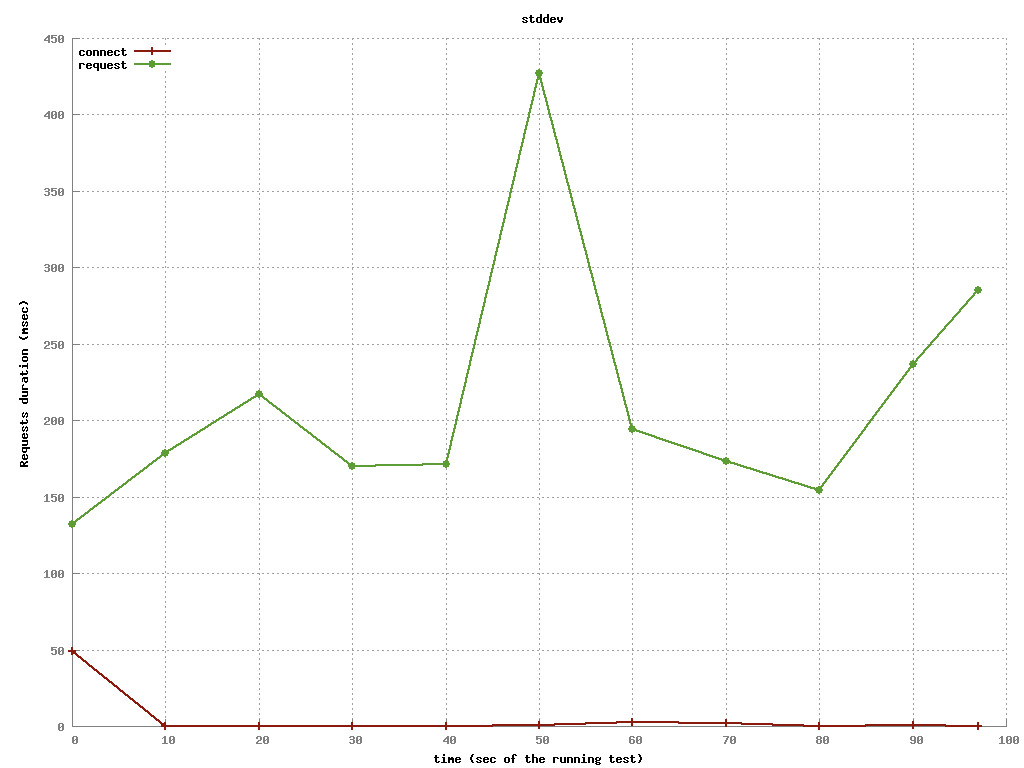 stddev
450
400
350
300
250
200
150
100
50
0
connect
request
Requests duration (msec)
0 10 20 30 40 50 60 70 80 90 100
time (sec of the running test)